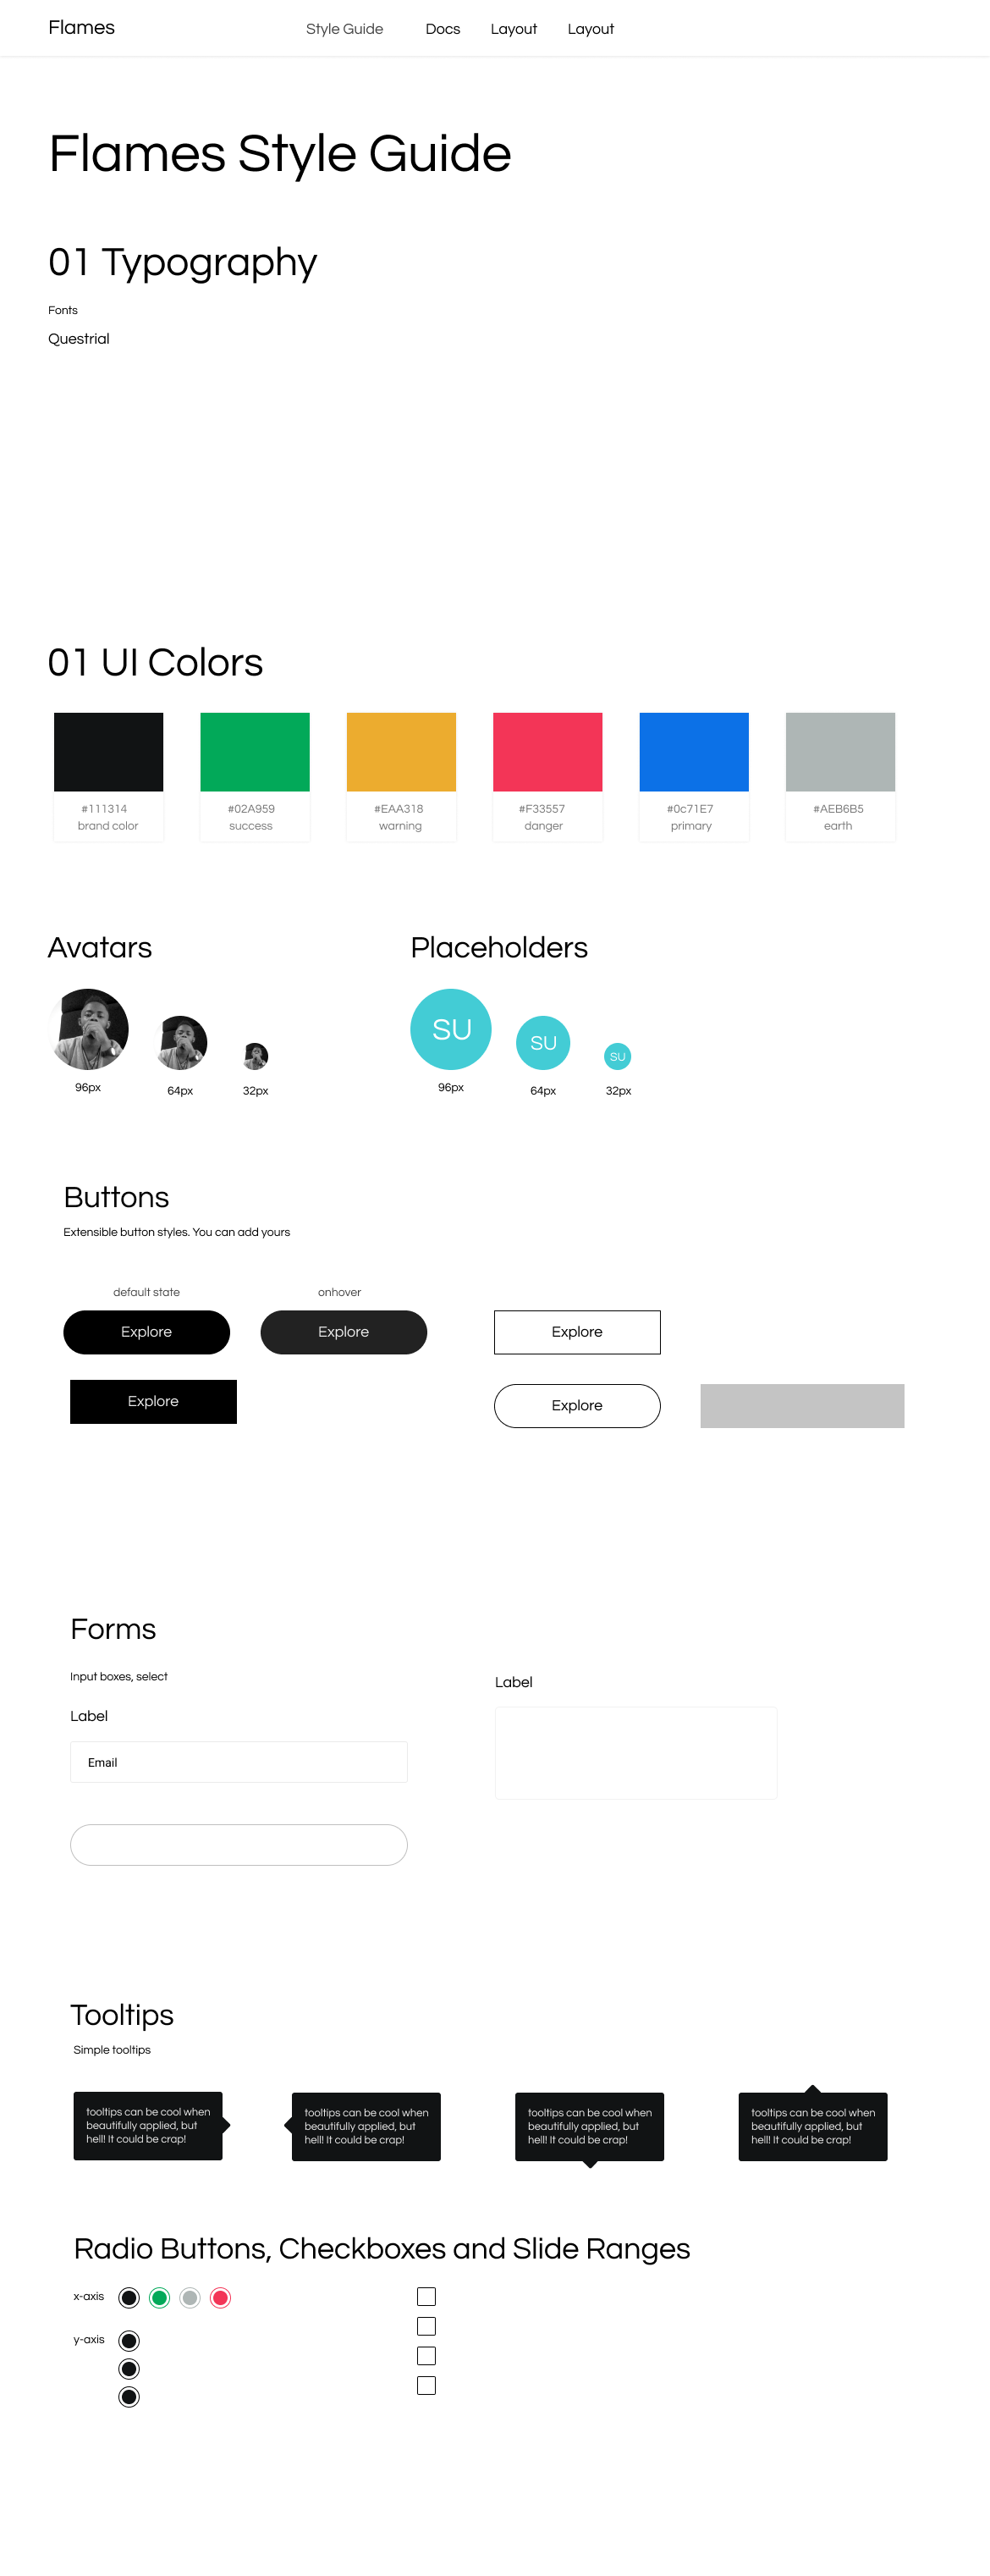 Flames
Style Guide Docs Layout Layout
Flames Style Guide
01 Typography
Fonts
Questrial
01 UI Colors
#111314
brand color
#02A959
success
#EAA318
warning
#F33557
danger
#0c71E7
primary
#AEB6B5
earth
Avatars
96px
64px
32px
Placeholders
SU
SU
SU
96px
64px
32px
Buttons
Extensible button styles. You can add yours
default state
onhover
Explore
Explore
Explore
Explore
Explore
Forms
Input boxes, select
Label
Email
Label
Tooltips
Simple tooltips
tooltips can be cool when
beautifully applied, but
hell! It could be crap!
tooltips can be cool when
beautifully applied, but
hell! It could be crap!
tooltips can be cool when
beautifully applied, but
hell! It could be crap!
tooltips can be cool when
beautifully applied, but
hell! It could be crap!
Radio Buttons, Checkboxes and Slide Ranges
x-axis
y-axis